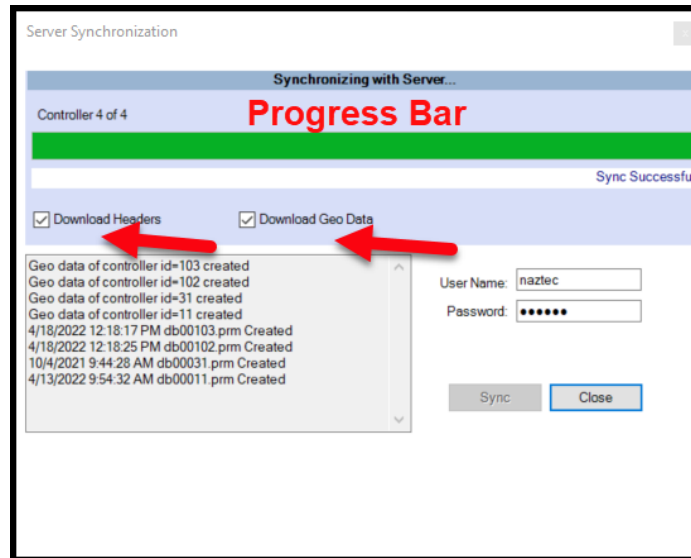 Server Synchronization
x
Synchronizing with Server...
Controller 4 of 4
Progress Bar
Sync Successfu
Download Headers
Download Geo Data
Geo data of controller id=103 created
Geo data of controller id=102 created
Geo data of controller id=31 created
Geo data of controller id=11 created
4/18/2022 12:18:17 PM db00103.prm Created
4/18/2022 12:18:25 PM db00102.prm Created
10/4/2021 9:44:28 AM db00031.prm Created
4/13/2022 9:54:32 AM db00011.prm Created
User Name: naztec
Password: ●●●●●●
Sync
Close